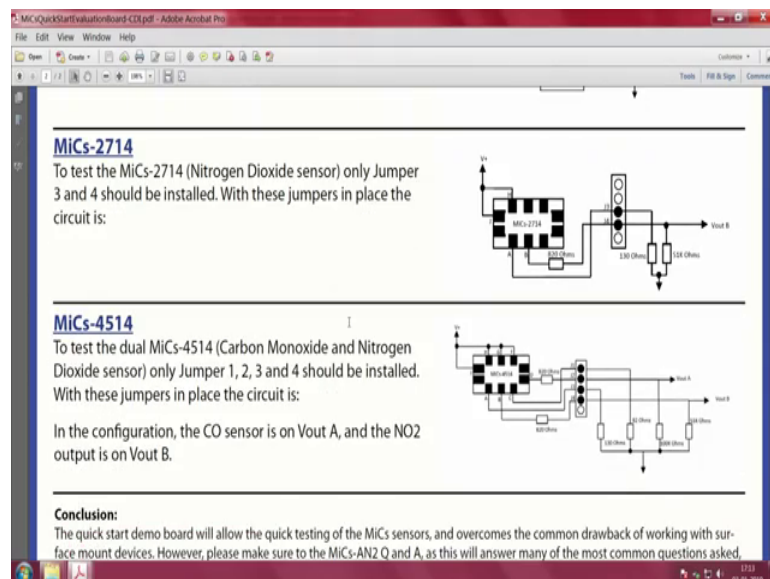 MiCsQuickStartEvaluationBoard-CDI.pdf - Adobe Acrobat Pro
File Edit View Window Help
Open Create Customize
Tools Fill & Sign Comment
MiCs-2714
To test the MiCs-2714 (Nitrogen Dioxide sensor) only Jumper
3 and 4 should be installed. With these jumpers in place the
circuit is:
V+
MiCs-2714
J3
J4
Vout B
A B 820 Ohms
130 Ohms 51K Ohms
MiCs-4514
To test the dual MiCs-4514 (Carbon Monoxide and Nitrogen
Dioxide sensor) only Jumper 1, 2, 3 and 4 should be installed.
With these jumpers in place the circuit is:
In the configuration, the CO sensor is on Vout A, and the NO2
output is on Vout B.
V+
MiCs-4514
Vout A
Vout B
820 Ohms
130 Ohms
Conclusion:
The quick start demo board will allow the quick testing of the MiCs sensors, and overcomes the common drawback of working with sur-
face mount devices. However, please make sure to the MiCs-AN2 Q and A, as this will answer many of the most common questions asked,
17:13